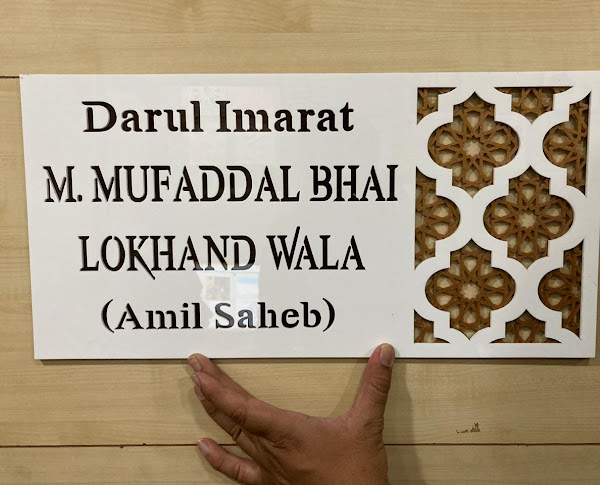 Darul Imarat
M. MUFADDAL BHAI
LOKHAND WALA
(Amil Saheb)